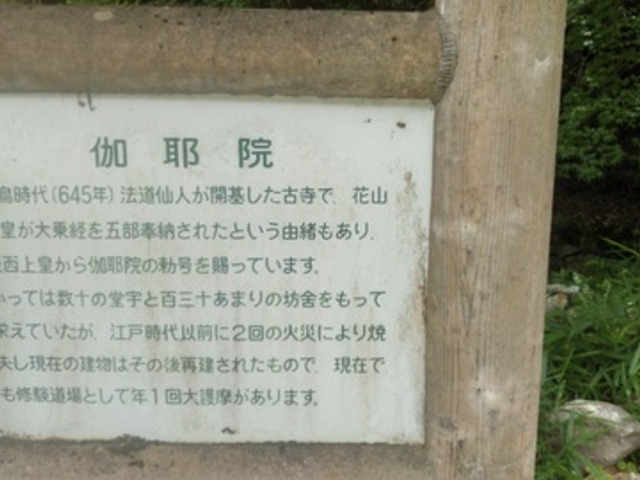 伽耶院
鳥時代(645年)法道仙人が開基した古寺で、花山
皇が大乗経を五部奉納されたという由緒もあり、
西上皇から伽耶院の勅号を賜っています。
かっては数十の堂宇と百三十あまりの坊舎をもって
栄えていたが、江戸時代以前に2回の火災により焼
失し現在の建物はその後再建されたもので、現在で
も修験道場として年1回大護摩があります。